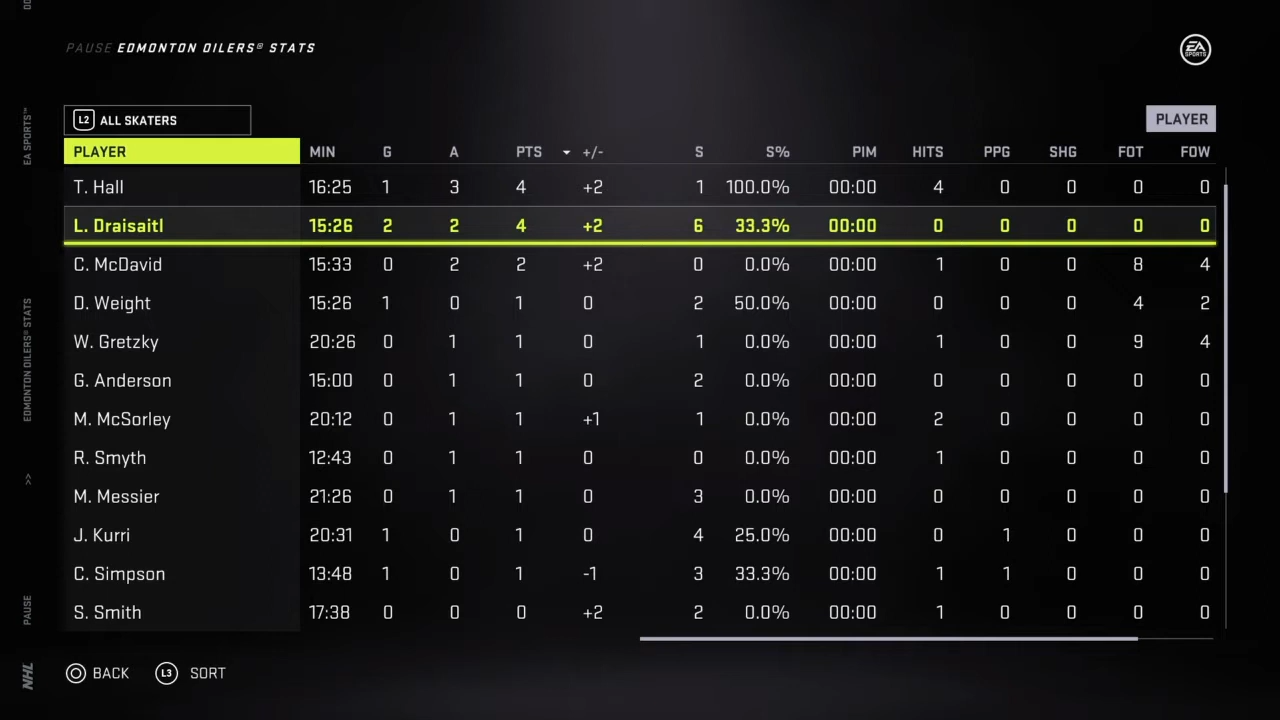 PAUSE EDMONTON OILERS® STATS
EA SPORTS
L2 ALL SKATERS
PLAYER
PLAYER MIN G A PTS +/- S S% PIM HITS PPG SHG FOT FOW
T. Hall 16:25 1 3 4 +2 1 100.0% 00:00 4 0 0 0 0
L. Draisaitl 15:26 2 2 4 +2 6 33.3% 00:00 0 0 0 0 0
C. McDavid 15:33 0 2 2 +2 0 0.0% 00:00 1 0 0 8 4
D. Weight 15:26 1 0 1 0 2 50.0% 00:00 0 0 0 4 2
W. Gretzky 20:26 0 1 1 0 1 0.0% 00:00 1 0 0 9 4
G. Anderson 15:00 0 1 1 0 2 0.0% 00:00 0 0 0 0 0
M. McSorley 20:12 0 1 1 +1 1 0.0% 00:00 2 0 0 0 0
R. Smyth 12:43 0 1 1 0 0 0.0% 00:00 1 0 0 0 0
M. Messier 21:26 0 1 1 0 3 0.0% 00:00 0 0 0 0 0
J. Kurri 20:31 1 0 1 0 4 25.0% 00:00 0 1 0 0 0
C. Simpson 13:48 1 0 1 -1 3 33.3% 00:00 1 1 0 0 0
S. Smith 17:38 0 0 0 +2 2 0.0% 00:00 1 0 0 0 0
BACK L3 SORT
NHL PAUSE >> EDMONTON OILERS® STATS EA SPORTS™